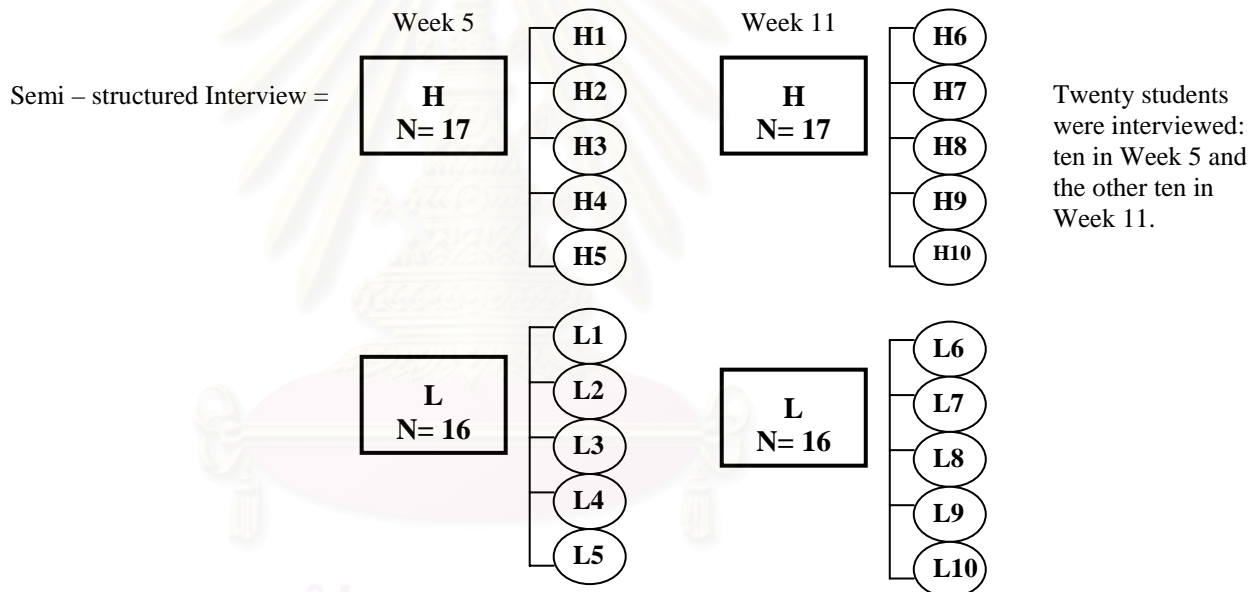 Week 5
Week 11
Semi – structured Interview =
H
N= 17
H1
H2
H3
H4
H5
H
N= 17
H6
H7
H8
H9
H10
Twenty students
were interviewed:
ten in Week 5 and
the other ten in
Week 11.
L
N= 16
L1
L2
L3
L4
L5
L
N= 16
L6
L7
L8
L9
L10